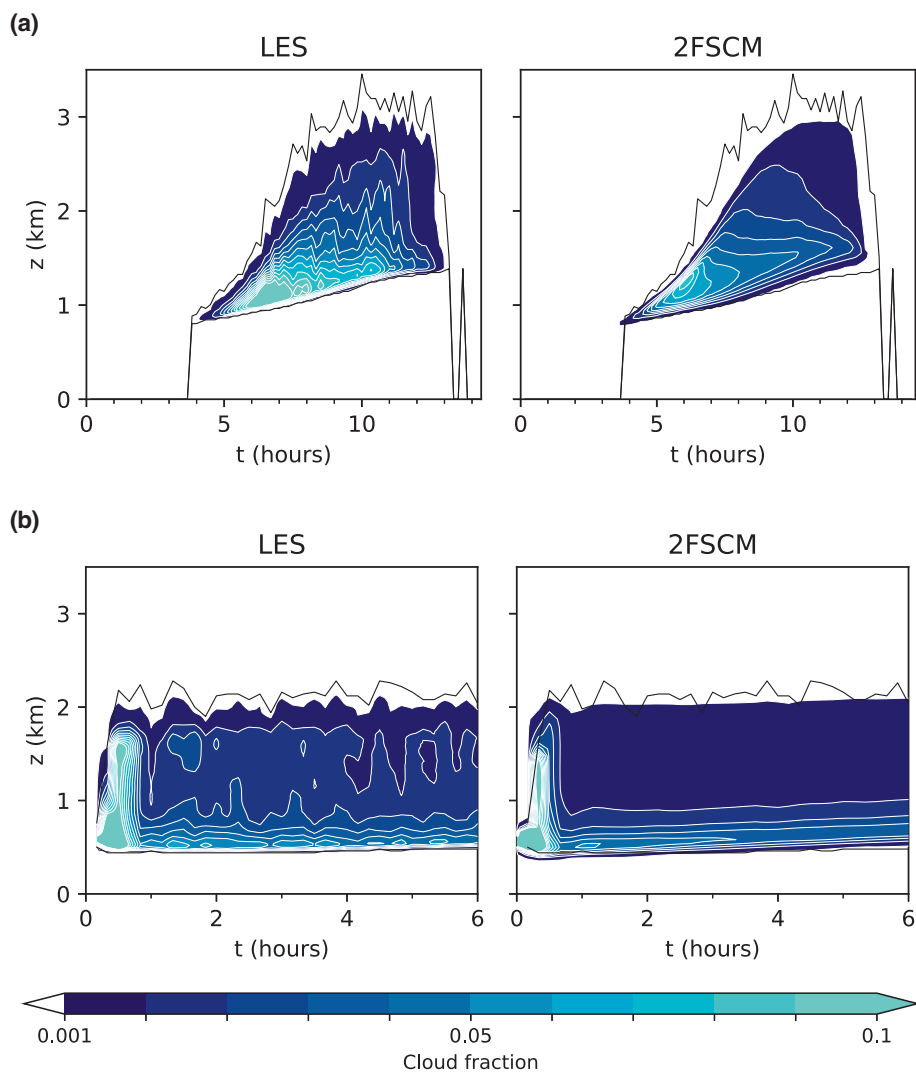 (a)
LES 2FSCM
z (km)
3
2
1
0
0 5 10 0 5 10
t (hours) t (hours)
(b)
LES 2FSCM
z (km)
3
2
1
0
0 2 4 6 0 2 4 6
t (hours) t (hours)
0.001 0.05 0.1
Cloud fraction